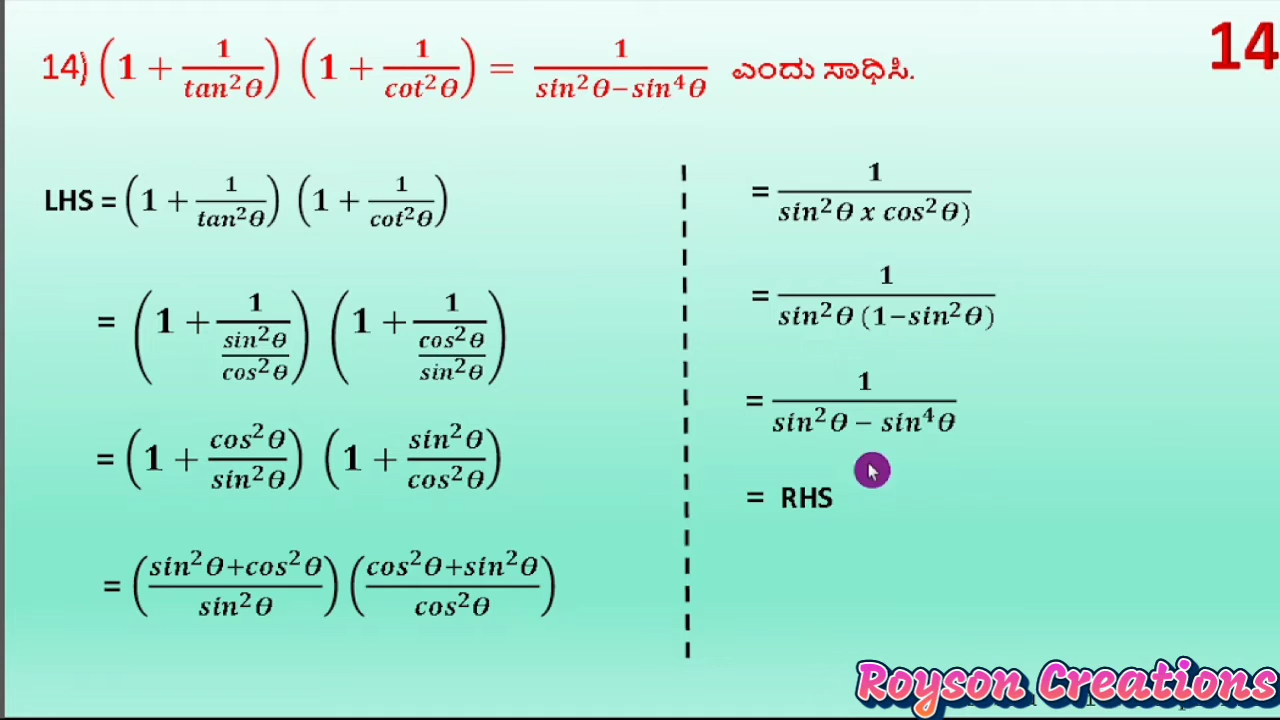 14) (1 + 1/tan²θ) (1 + 1/cot²θ) = 1/(sin²θ−sin⁴θ) ಎಂದು ಸಾಧಿಸಿ.
14
LHS = (1 + 1/tan²θ) (1 + 1/cot²θ)
= (1 + 1/(sin²θ/cos²θ)) (1 + 1/(cos²θ/sin²θ))
= (1 + cos²θ/sin²θ) (1 + sin²θ/cos²θ)
= ((sin²θ+cos²θ)/sin²θ) ((cos²θ+sin²θ)/cos²θ)
= 1/sin²θ x cos²θ)
= 1/sin²θ (1−sin²θ)
= 1/(sin²θ − sin⁴θ)
= RHS
Royson Creations